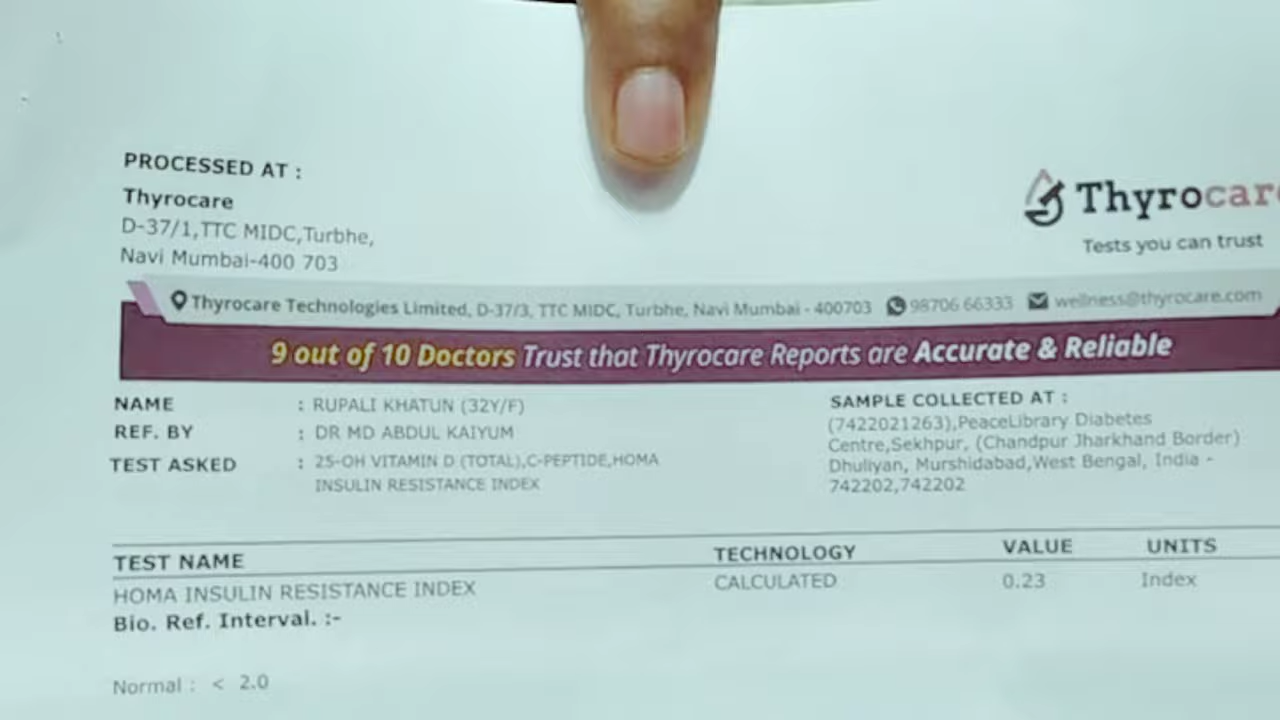 PROCESSED AT :
Thyrocare
D-37/1,TTC MIDC,Turbhe,
Navi Mumbai-400 703
Thyrocare
Tests you can trust
Thyrocare Technologies Limited, D-37/3, TTC MIDC, Turbhe, Navi Mumbai - 400703 98706 66333 wellness@thyrocare.com
9 out of 10 Doctors Trust that Thyrocare Reports are Accurate & Reliable
NAME : RUPALI KHATUN (32Y/F)
REF. BY : DR MD ABDUL KAIYUM
TEST ASKED : 25-OH VITAMIN D (TOTAL),C-PEPTIDE,HOMA
INSULIN RESISTANCE INDEX
SAMPLE COLLECTED AT :
(7422021263),PeaceLibrary Diabetes
Centre,Sekhpur, (Chandpur Jharkhand Border)
Dhuliyan, Murshidabad,West Bengal, India -
742202,742202
TEST NAME TECHNOLOGY VALUE UNITS
HOMA INSULIN RESISTANCE INDEX CALCULATED 0.23 Index
Bio. Ref. Interval. :-
Normal : < 2.0